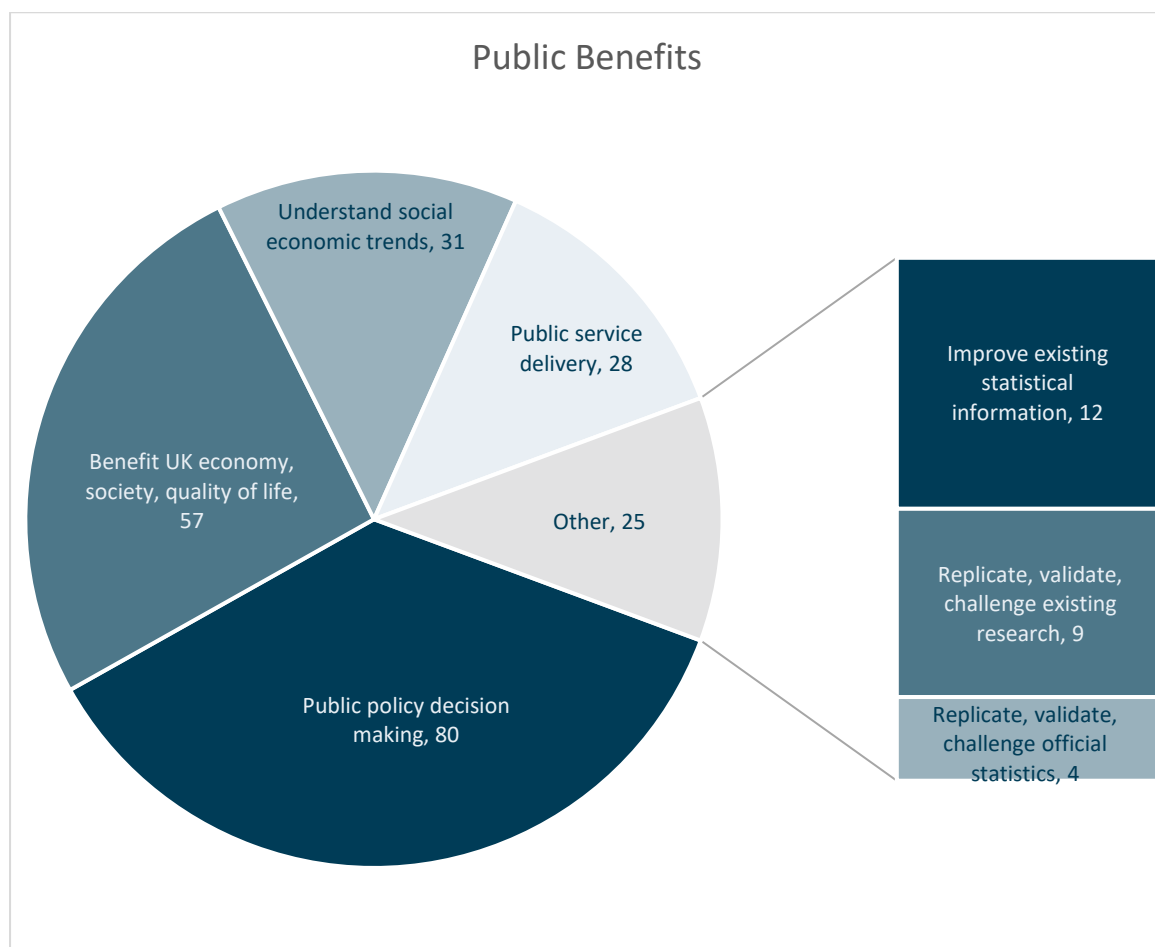 Public Benefits
Understand social
economic trends, 31
Public service
delivery, 28
Benefit UK economy,
society, quality of life,
57
Other, 25
Public policy decision
making, 80
Improve existing
statistical
information, 12
Replicate, validate,
challenge existing
research, 9
Replicate, validate,
challenge official
statistics, 4